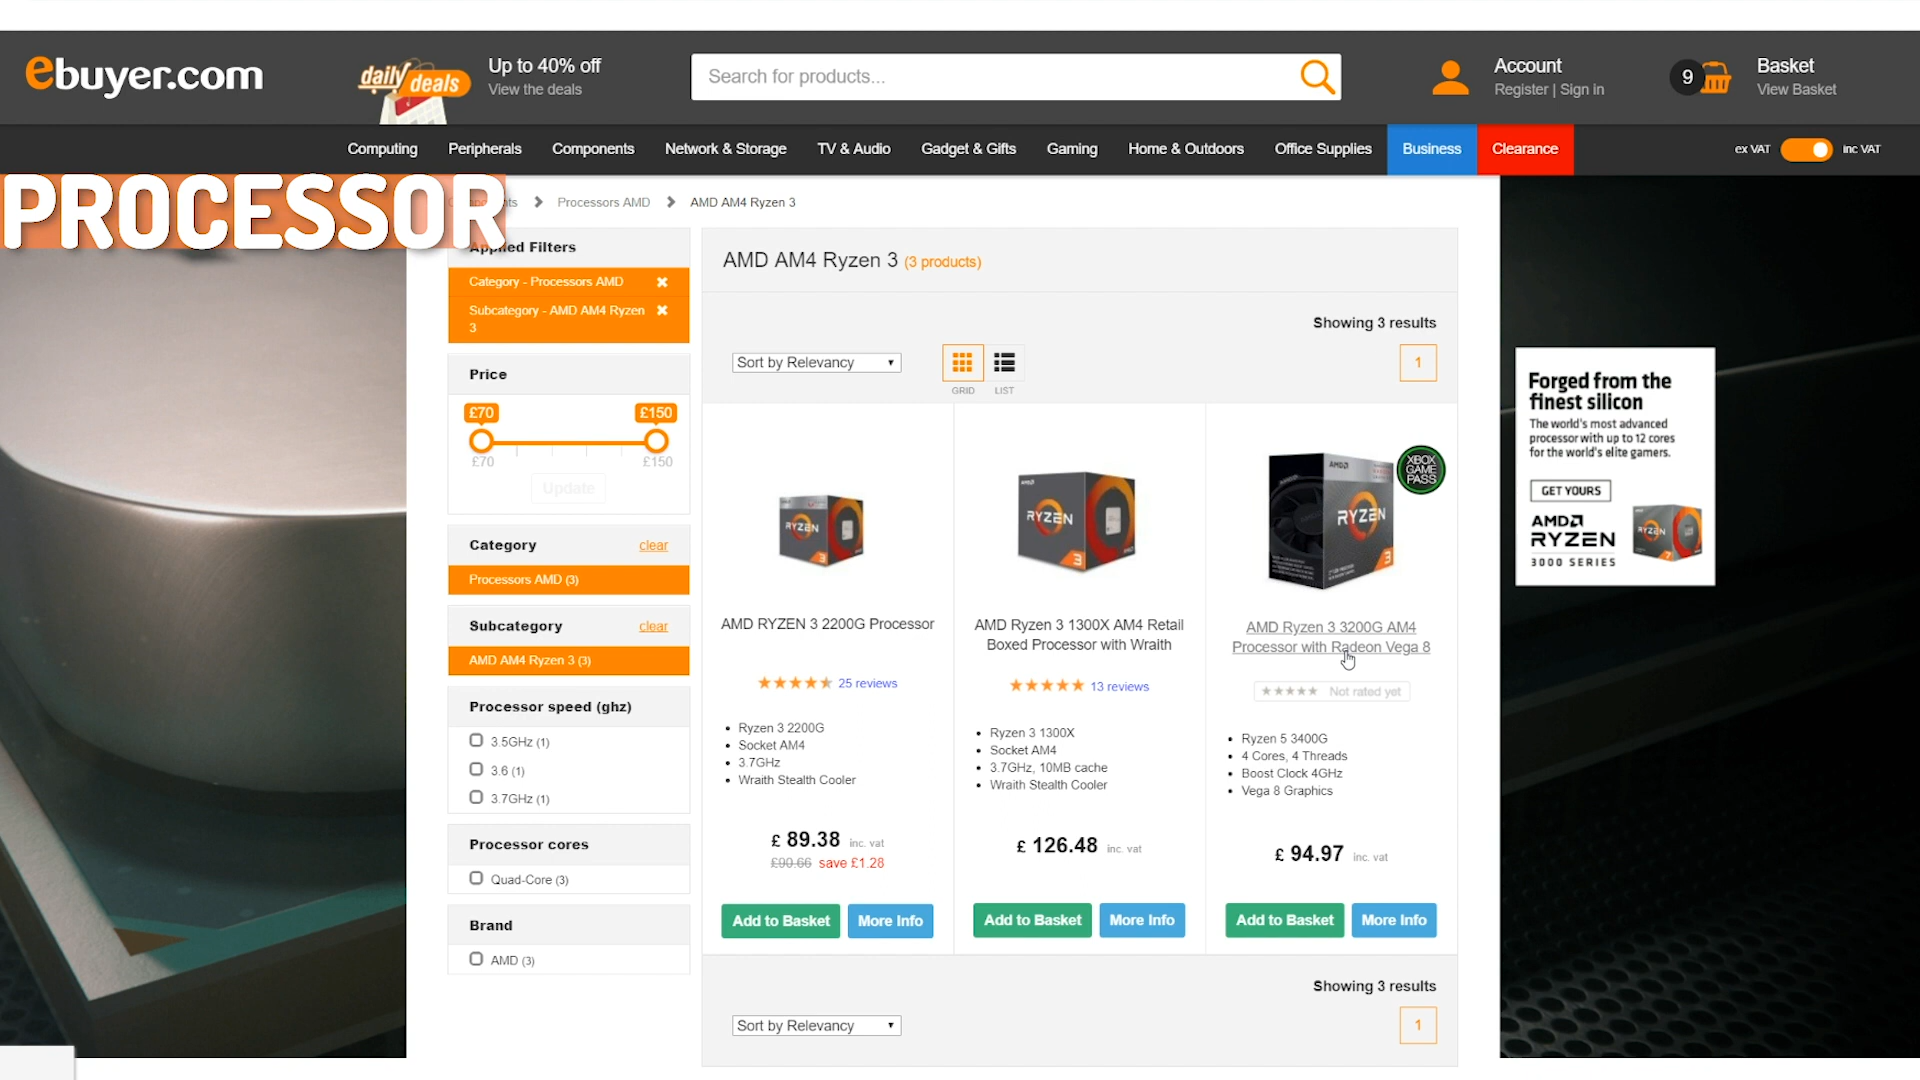 ebuyer.com
daily deals
Up to 40% off
View the deals
Search for products...
Account
Register | Sign in
9
Basket
View Basket
Computing
Peripherals
Components
Network & Storage
TV & Audio
Gadget & Gifts
Gaming
Home & Outdoors
Office Supplies
Business
Clearance
ex VAT
inc VAT
PROCESSOR
Processors AMD
AMD AM4 Ryzen 3
Applied Filters
Category - Processors AMD
Subcategory - AMD AM4 Ryzen
3
Price
£70
£150
£70
£150
Update
Category
clear
Processors AMD (3)
Subcategory
clear
AMD AM4 Ryzen 3 (3)
Processor speed (ghz)
3.5GHz (1)
3.6 (1)
3.7GHz (1)
Processor cores
Quad-Core (3)
Brand
AMD (3)
AMD AM4 Ryzen 3 (3 products)
Showing 3 results
Sort by Relevancy
GRID
LIST
1
RYZEN
3
AMD RYZEN 3 2200G Processor
25 reviews
• Ryzen 3 2200G
• Socket AM4
• 3.7GHz
• Wraith Stealth Cooler
£ 89.38 inc. vat
£90.66 save £1.28
Add to Basket
More Info
AMD
RYZEN
3
AMD Ryzen 3 1300X AM4 Retail
Boxed Processor with Wraith
13 reviews
• Ryzen 3 1300X
• Socket AM4
• 3.7GHz, 10MB cache
• Wraith Stealth Cooler
£ 126.48 inc. vat
Add to Basket
More Info
XBOX
GAME
PASS
AMD
RYZEN
3
AMD Ryzen 3 3200G AM4
Processor with Radeon Vega 8
Not rated yet
• Ryzen 5 3400G
• 4 Cores, 4 Threads
• Boost Clock 4GHz
• Vega 8 Graphics
£ 94.97 inc. vat
Add to Basket
More Info
Showing 3 results
Sort by Relevancy
1
Forged from the
finest silicon
The world's most advanced
processor with up to 12 cores
for the world's elite gamers.
GET YOURS
AMD
RYZEN
3000 SERIES
RYZEN
7